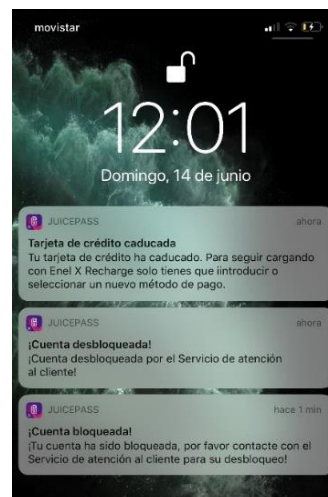 movistar
12:01
Domingo, 14 de junio
JUICEPASS ahora
Tarjeta de crédito caducada
Tu tarjeta de crédito ha caducado. Para seguir cargando
con Enel X Recharge solo tienes que iintroducir o
seleccionar un nuevo método de pago.
JUICEPASS ahora
¡Cuenta desbloqueada!
¡Cuenta desbloqueada por el Servicio de atención
al cliente!
JUICEPASS hace 1 min
¡Cuenta bloqueada!
¡Tu cuenta ha sido bloqueada, por favor contacte con el
Servicio de atención al cliente para su desbloqueo!